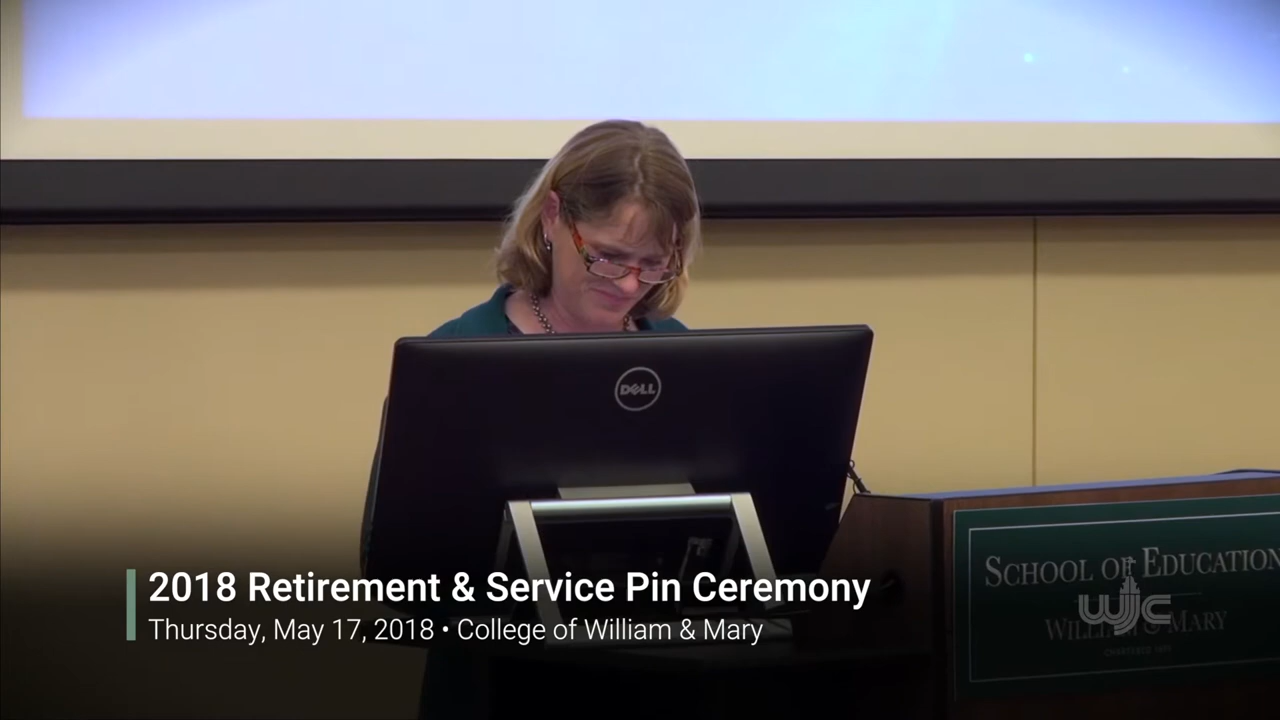 DELL
2018 Retirement & Service Pin Ceremony
Thursday, May 17, 2018 • College of William & Mary
SCHOOL OF EDUCATION
WJC
WILLIAM & MARY